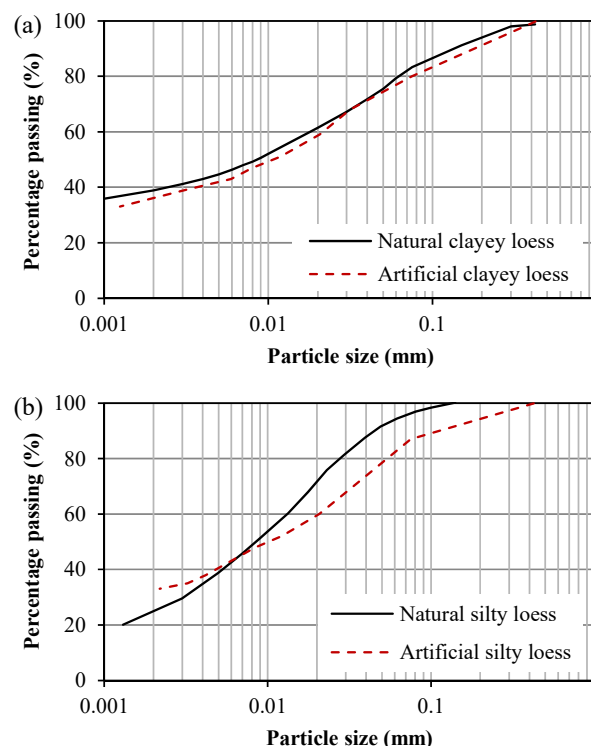 (a)
100
80
60
40
20
0
Percentage passing (%)
Natural clayey loess
Artificial clayey loess
0.001 0.01 0.1
Particle size (mm)
(b)
100
80
60
40
20
0
Percentage passing (%)
Natural silty loess
Artificial silty loess
0.001 0.01 0.1
Particle size (mm)